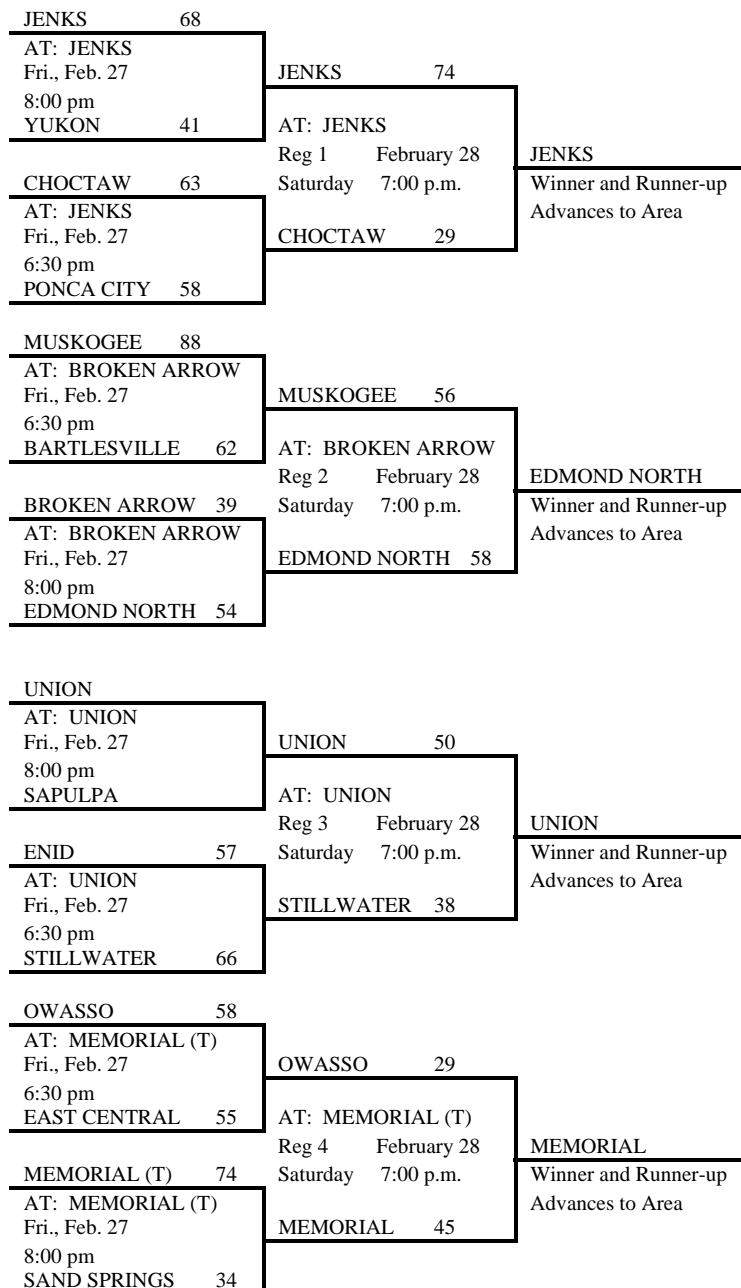 JENKS 68
AT: JENKS
Fri., Feb. 27
8:00 pm
YUKON 41
CHOCTAW 63
AT: JENKS
Fri., Feb. 27
6:30 pm
PONCA CITY 58
JENKS 74
AT: JENKS
Reg 1 February 28
Saturday 7:00 p.m.
CHOCTAW 29
JENKS
Winner and Runner-up
Advances to Area
MUSKOGEE 88
AT: BROKEN ARROW
Fri., Feb. 27
6:30 pm
BARTLESVILLE 62
BROKEN ARROW 39
AT: BROKEN ARROW
Fri., Feb. 27
8:00 pm
EDMOND NORTH 54
MUSKOGEE 56
AT: BROKEN ARROW
Reg 2 February 28
Saturday 7:00 p.m.
EDMOND NORTH 58
EDMOND NORTH
Winner and Runner-up
Advances to Area
UNION
AT: UNION
Fri., Feb. 27
8:00 pm
SAPULPA
ENID 57
AT: UNION
Fri., Feb. 27
6:30 pm
STILLWATER 66
UNION 50
AT: UNION
Reg 3 February 28
Saturday 7:00 p.m.
STILLWATER 38
UNION
Winner and Runner-up
Advances to Area
OWASSO 58
AT: MEMORIAL (T)
Fri., Feb. 27
6:30 pm
EAST CENTRAL 55
MEMORIAL (T) 74
AT: MEMORIAL (T)
Fri., Feb. 27
8:00 pm
SAND SPRINGS 34
OWASSO 29
AT: MEMORIAL (T)
Reg 4 February 28
Saturday 7:00 p.m.
MEMORIAL 45
MEMORIAL
Winner and Runner-up
Advances to Area